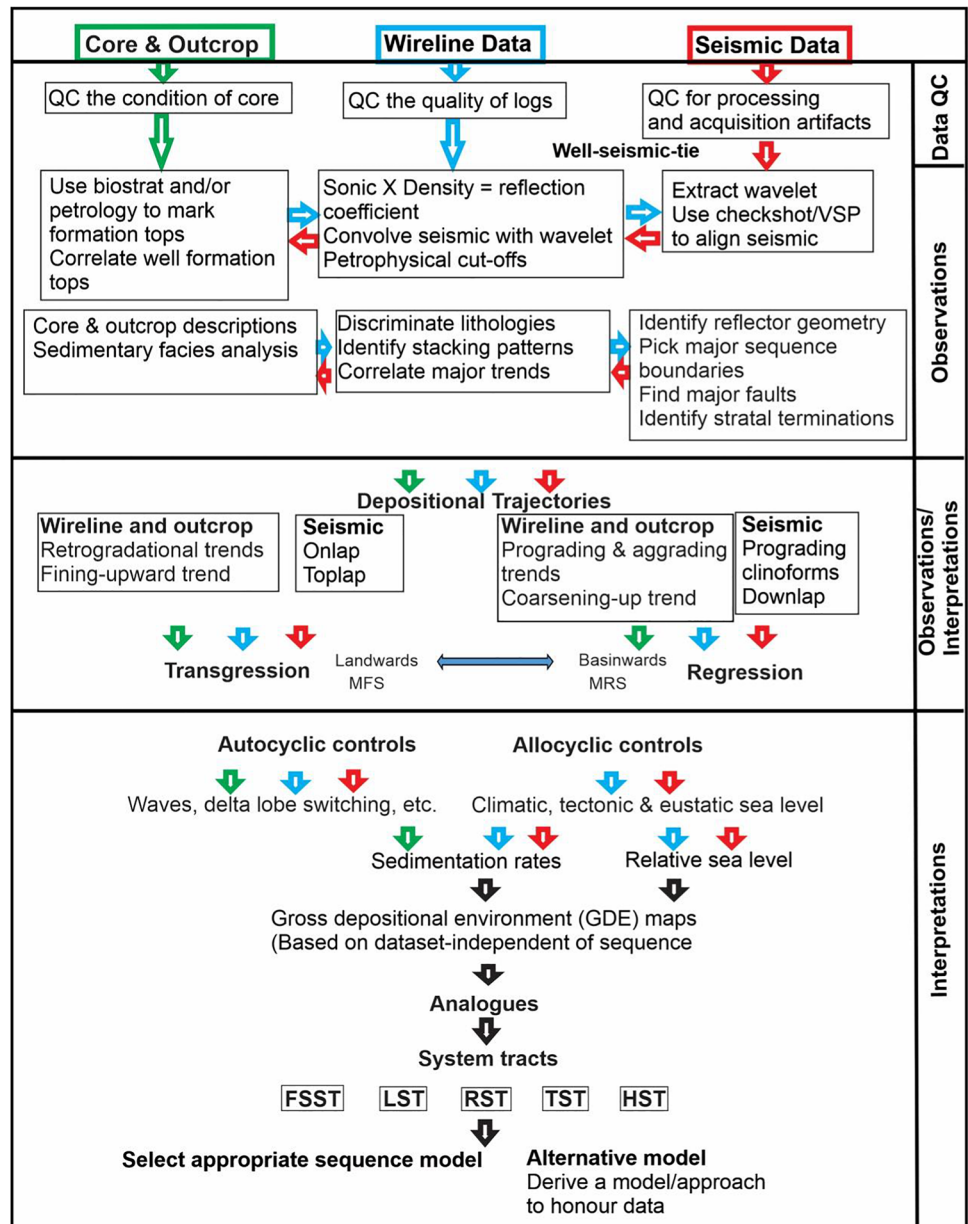 Core & Outcrop
Wireline Data
Seismic Data
QC the condition of core
QC the quality of logs
QC for processing
and acquisition artifacts
Data QC
Well-seismic-tie
Use biostrat and/or
petrology to mark
formation tops
Correlate well formation
tops
Sonic X Density = reflection
coefficient
Convolve seismic with wavelet
Petrophysical cut-offs
Extract wavelet
Use checkshot/VSP
to align seismic
Observations
Core & outcrop descriptions
Sedimentary facies analysis
Discriminate lithologies
Identify stacking patterns
Correlate major trends
Identify reflector geometry
Pick major sequence
boundaries
Find major faults
Identify stratal terminations
Depositional Trajectories
Wireline and outcrop
Retrogradational trends
Fining-upward trend
Seismic
Onlap
Toplap
Wireline and outcrop
Prograding & aggrading
trends
Coarsening-up trend
Seismic
Prograding
clinoforms
Downlap
Observations/
Interpretation
Transgression
Landwards
MFS
Basinwards
MRS
Regression
Autocyclic controls
Allocyclic controls
Waves, delta lobe switching, etc.
Climatic, tectonic & eustatic sea level
Sedimentation rates
Relative sea level
Gross depositional environment (GDE) maps
(Based on dataset-independent of sequence
Analogues
System tracts
FSST
LST
RST
TST
HST
Select appropriate sequence model
Alternative model
Derive a model/approach
to honour data
Interpretations